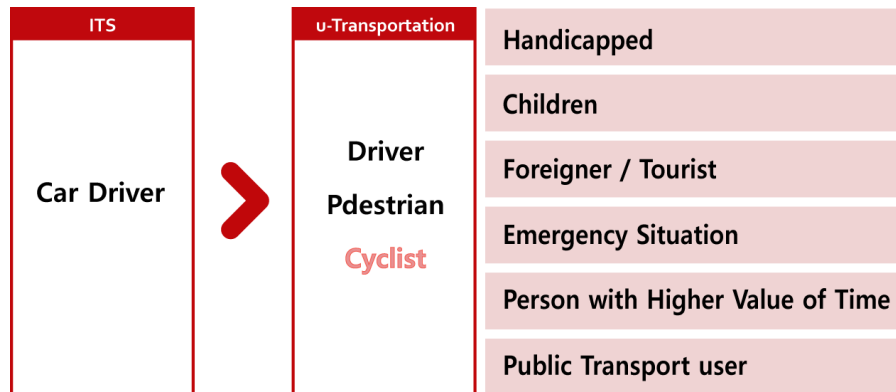 ITS
Car Driver
u-Transportation
Driver
Pdestrian
Cyclist
Handicapped
Children
Foreigner / Tourist
Emergency Situation
Person with Higher Value of Time
Public Transport user